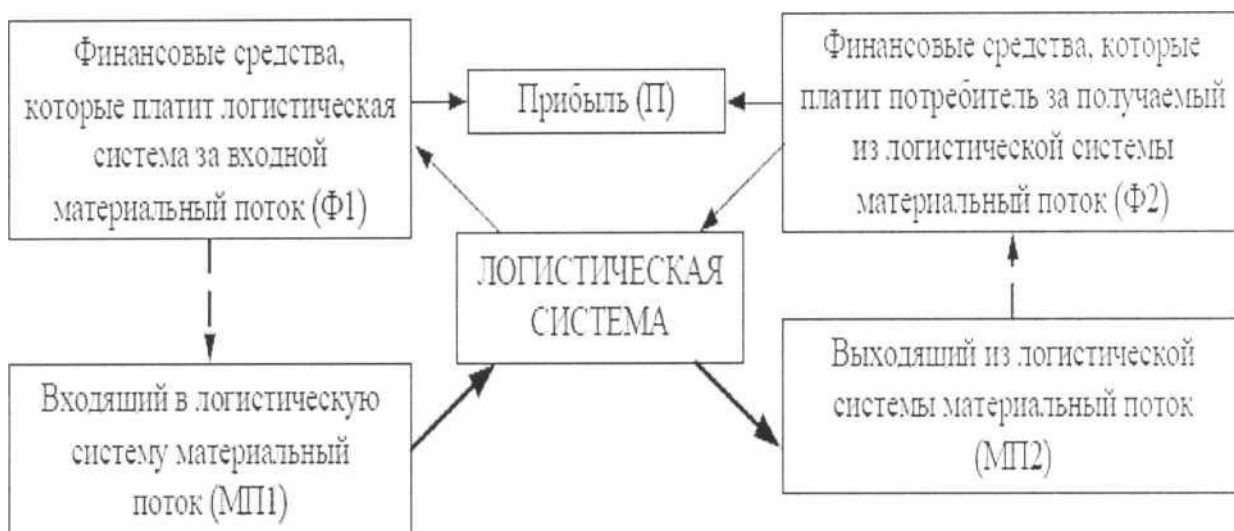 Финансовые средства,
которые платит логистическая
система за входной
материальный поток (Ф1)
Прибыль (П)
Финансовые средства, которые
платит потребитель за получаемый
из логистической системы
материальный поток (Ф2)
ЛОГИСТИЧЕСКАЯ
СИСТЕМА
Входяший в логистическую
систему материальный
поток (МП1)
Выходяший из логистической
системы материальный поток
(МП2)